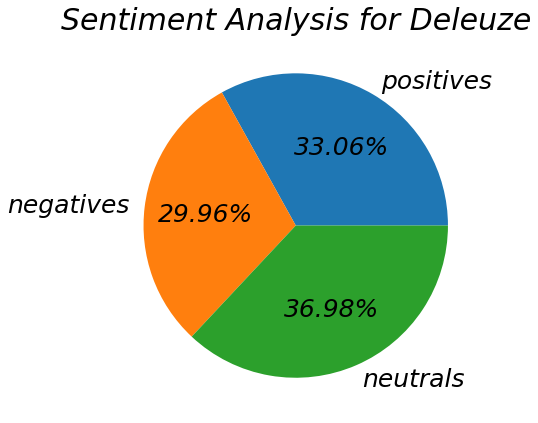 Sentiment Analysis for Deleuze
positives
33.06%
negatives
29.96%
36.98%
neutrals